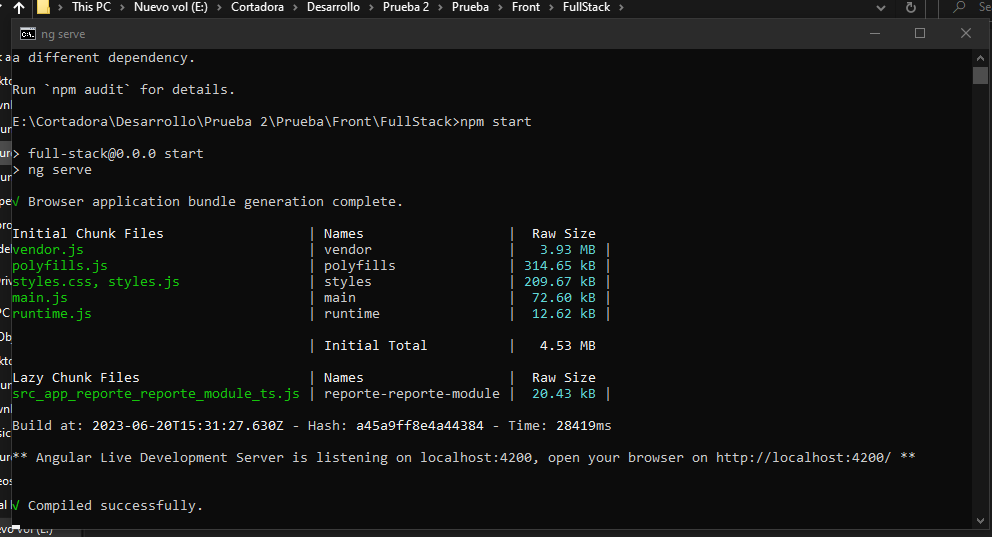 This PC > Nuevo vol (E:) > Cortadora > Desarrollo > Prueba 2 > Prueba > Front > FullStack >
ng serve
a different dependency.
Run `npm audit` for details.
E:\Cortadora\Desarrollo\Prueba 2\Prueba\Front\FullStack>npm start
> full-stack@0.0.0 start
> ng serve
√ Browser application bundle generation complete.
Initial Chunk Files | Names | Raw Size
vendor.js | vendor | 3.93 MB |
polyfills.js | polyfills | 314.65 kB |
styles.css, styles.js | styles | 209.67 kB |
main.js | main | 72.60 kB |
runtime.js | runtime | 12.62 kB |
| Initial Total | 4.53 MB
Lazy Chunk Files | Names | Raw Size
src_app_reporte_reporte_module_ts.js | reporte-reporte-module | 20.43 kB |
Build at: 2023-06-20T15:31:27.630Z - Hash: a45a9ff8e4a44384 - Time: 28419ms
** Angular Live Development Server is listening on localhost:4200, open your browser on http://localhost:4200/ **
√ Compiled successfully.